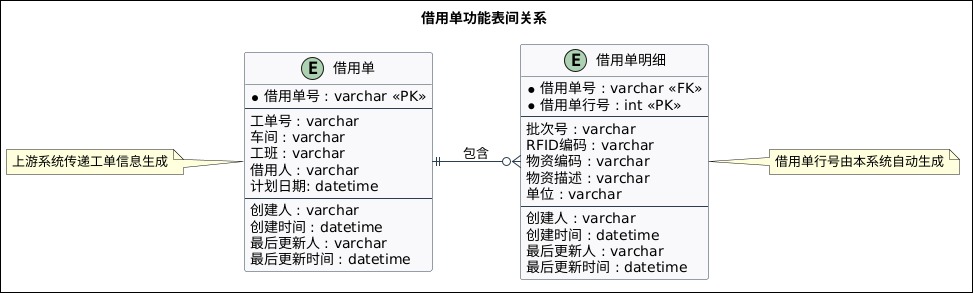 借用单功能表间关系
E 借用单
借用单号 : varchar «PK»
工单号 : varchar
车间 : varchar
工班 : varchar
借用人 : varchar
计划日期: datetime
创建人 : varchar
创建时间 : datetime
最后更新人 : varchar
最后更新时间 : datetime
上游系统传递工单信息生成
包含
E 借用单明细
借用单号 : varchar «FK»
借用单行号 : int «PK»
批次号 : varchar
RFID编码 : varchar
物资编码 : varchar
物资描述 : varchar
单位 : varchar
创建人 : varchar
创建时间 : datetime
最后更新人 : varchar
最后更新时间 : datetime
借用单行号由本系统自动生成